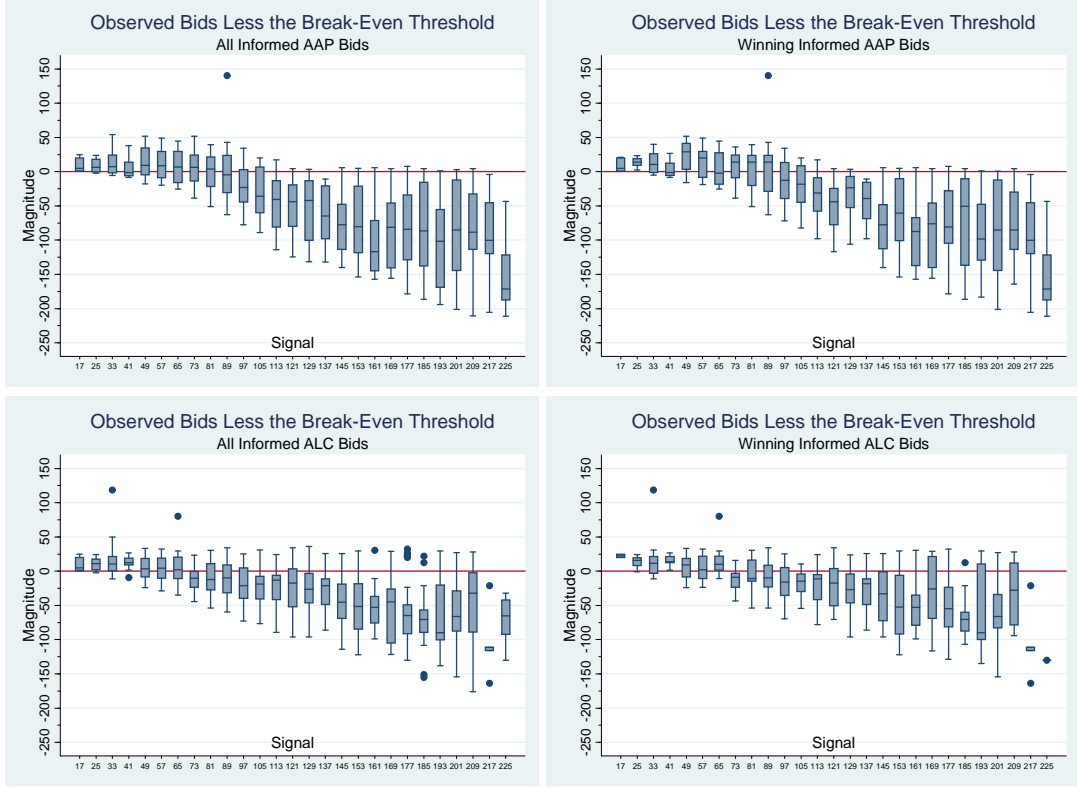 Observed Bids Less the Break-Even Threshold
All Informed AAP Bids
Magnitude
150
100
50
0
-50
-100
-150
-200
-250
Signal
17 25 33 41 49 57 65 73 81 89 97 105 113 121 129 137 145 153 161 169 177 185 193 201 209 217 225
Observed Bids Less the Break-Even Threshold
Winning Informed AAP Bids
Magnitude
150
100
50
0
-50
-100
-150
-200
-250
Signal
17 25 33 41 49 57 65 73 81 89 97 105 113 121 129 137 145 153 161 169 177 185 193 201 209 217 225
Observed Bids Less the Break-Even Threshold
All Informed ALC Bids
Magnitude
150
100
50
0
-50
-100
-150
-200
-250
Signal
17 25 33 41 49 57 65 73 81 89 97 105 113 121 129 137 145 153 161 169 177 185 193 201 209 217 225
Observed Bids Less the Break-Even Threshold
Winning Informed ALC Bids
Magnitude
150
100
50
0
-50
-100
-150
-200
-250
Signal
17 25 33 41 49 57 65 73 81 89 97 105 113 121 129 137 145 153 161 169 177 185 193 201 209 217 225